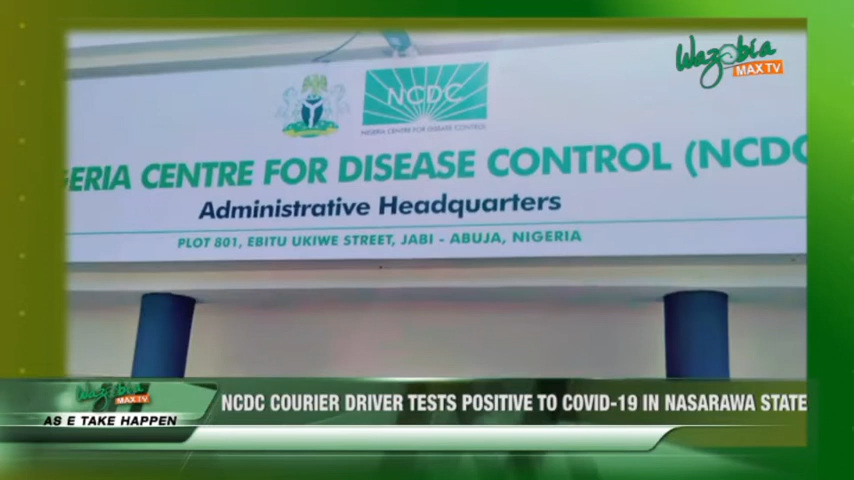 Wazobia
MAX TV
NCDC
NIGERIA CENTRE FOR DISEASE CONTROL
GERIA CENTRE FOR DISEASE CONTROL (NCDC
Administrative Headquarters
PLOT 801, EBITU UKIWE STREET, JABI - ABUJA, NIGERIA
Wazobia
MAX TV
NCDC COURIER DRIVER TESTS POSITIVE TO COVID-19 IN NASARAWA STATE
AS E TAKE HAPPEN